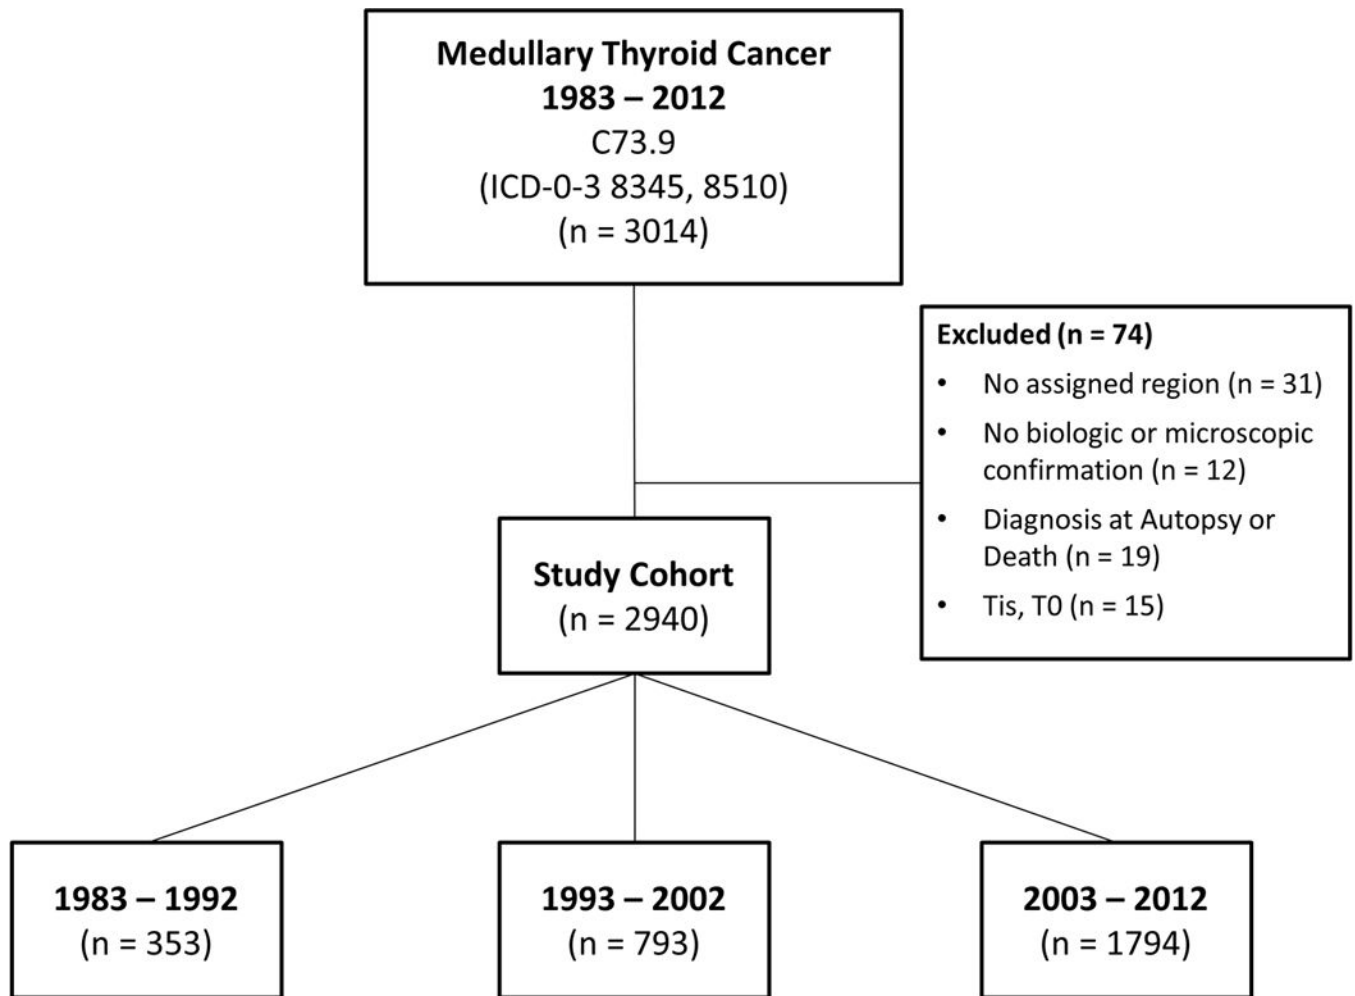 Medullary Thyroid Cancer
1983 – 2012
C73.9
(ICD-0-3 8345, 8510)
(n = 3014)
Excluded (n = 74)
• No assigned region (n = 31)
• No biologic or microscopic
confirmation (n = 12)
• Diagnosis at Autopsy or
Death (n = 19)
• Tis, T0 (n = 15)
Study Cohort
(n = 2940)
1983 – 1992
(n = 353)
1993 – 2002
(n = 793)
2003 – 2012
(n = 1794)